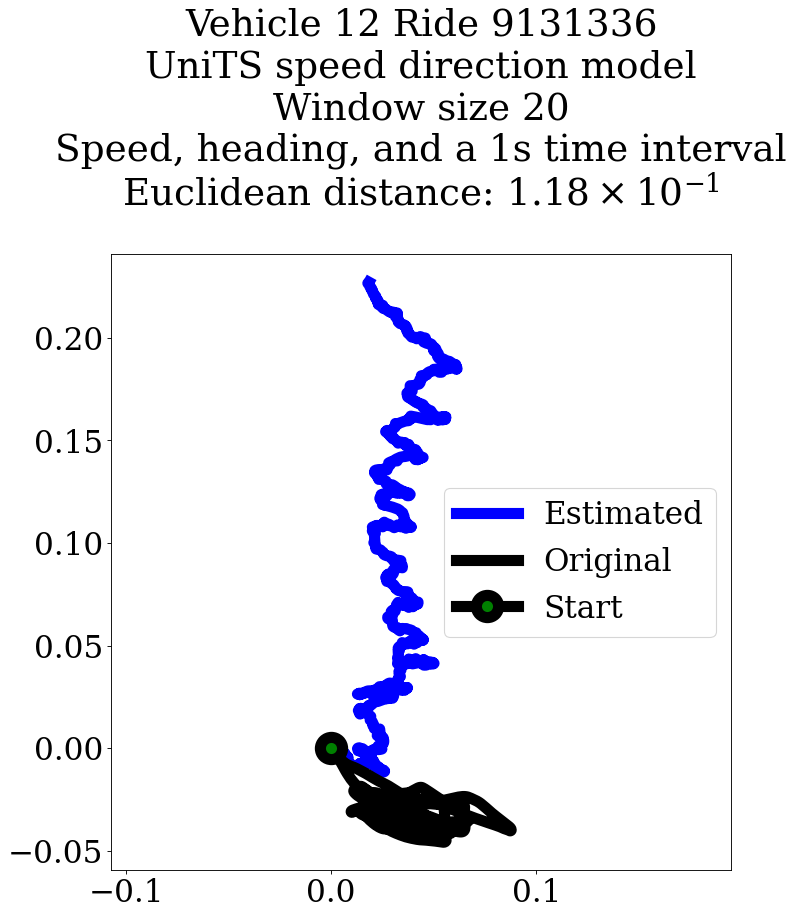 Vehicle 12 Ride 9131336
UniTS speed direction model
Window size 20
Speed, heading, and a 1s time interval
Euclidean distance: 1.18 × 10⁻¹
0.20
0.15
0.10
0.05
0.00
−0.05
−0.1
0.0
0.1
Estimated
Original
Start